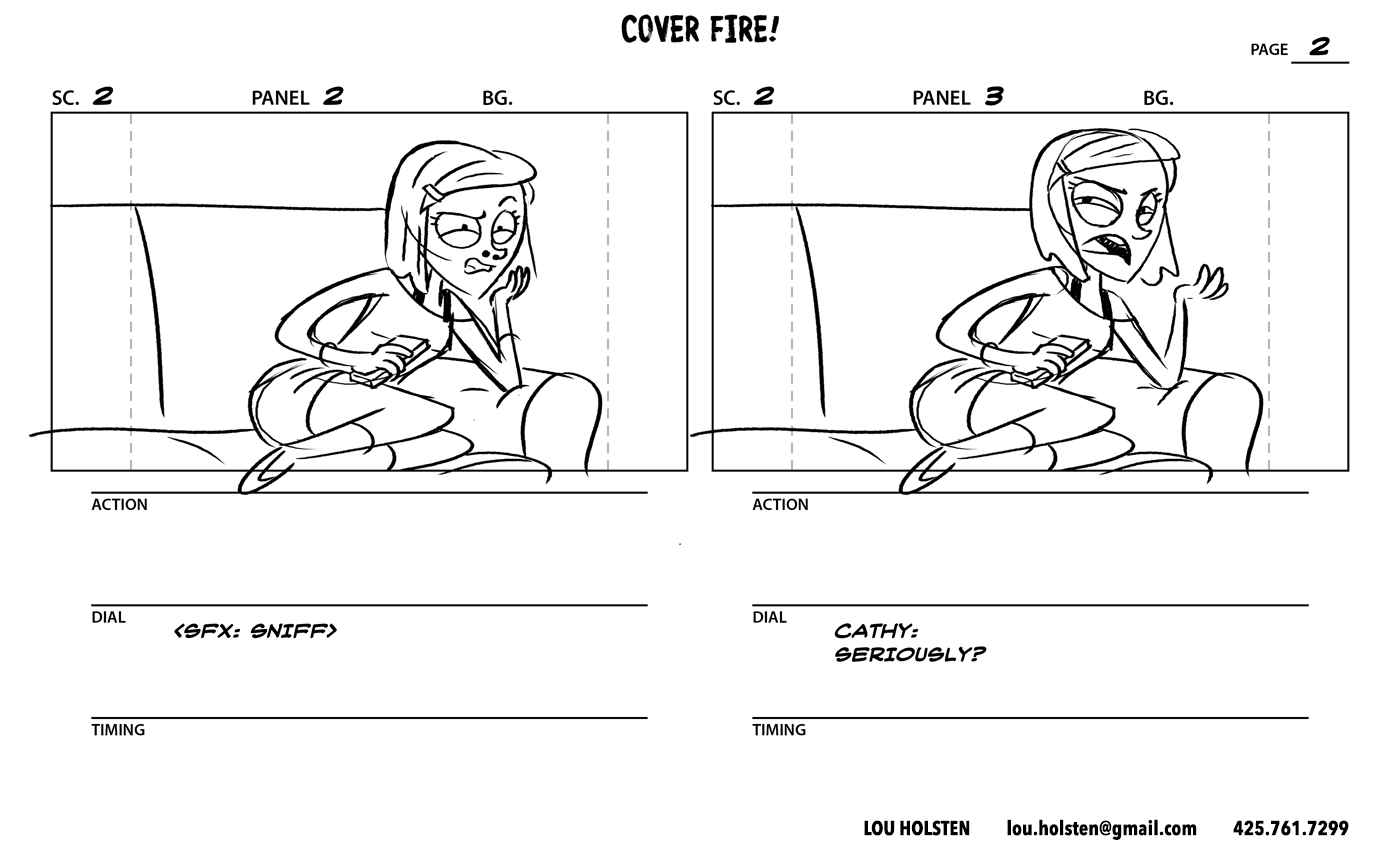 COVER FIRE!
PAGE 2
SC. 2 PANEL 2 BG.
SC. 2 PANEL 3 BG.
ACTION
DIAL
<SFX: SNIFF>
TIMING
ACTION
DIAL
CATHY:
SERIOUSLY?
TIMING
LOU HOLSTEN lou.holsten@gmail.com 425.761.7299